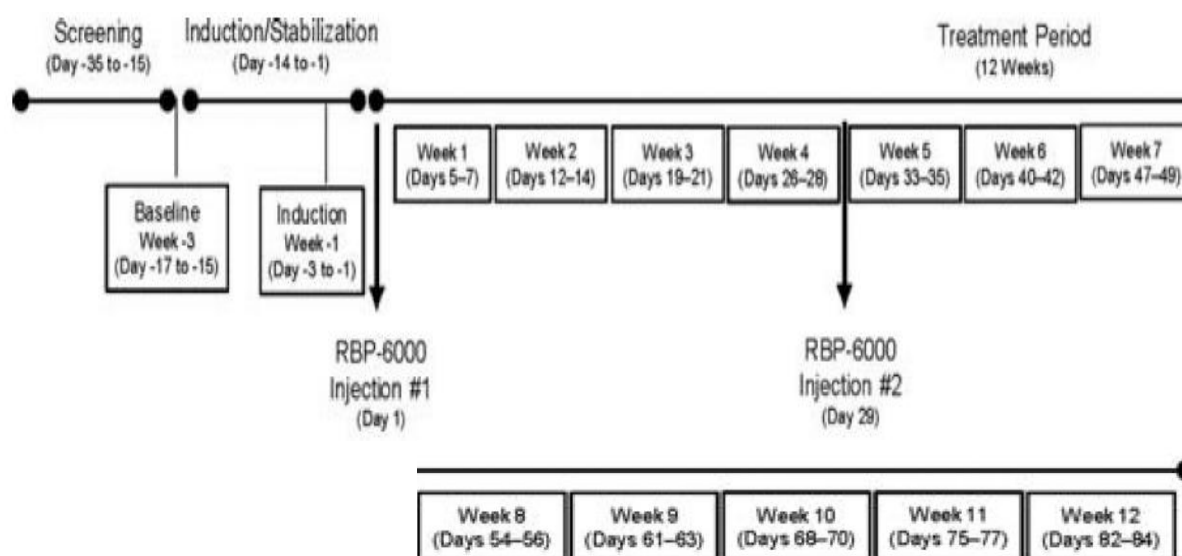 Screening
(Day -35 to -15)
Induction/Stabilization
(Day -14 to -1)
Treatment Period
(12 Weeks)
Week 1
(Days 5–7)
Week 2
(Days 12–14)
Week 3
(Days 19–21)
Week 4
(Days 26–28)
Week 5
(Days 33–35)
Week 6
(Days 40–42)
Week 7
(Days 47–49)
Baseline
Week -3
(Day -17 to -15)
Induction
Week -1
(Day -3 to -1)
RBP-6000
Injection #1
(Day 1)
RBP-6000
Injection #2
(Day 29)
Week 8
(Days 54–56)
Week 9
(Days 61–63)
Week 10
(Days 68–70)
Week 11
(Days 75–77)
Week 12
(Days 82–84)